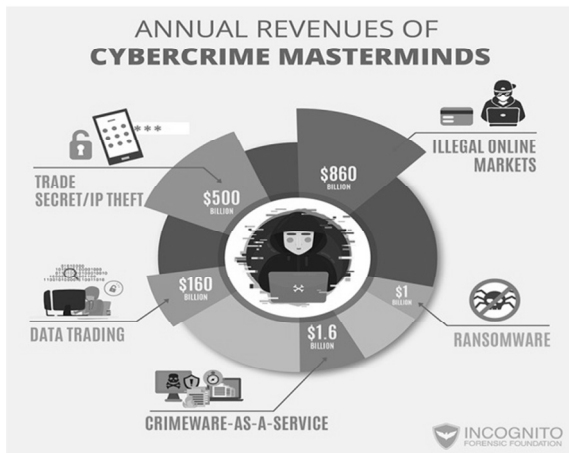 ANNUAL REVENUES OF
CYBERCRIME MASTERMINDS
***
ILLEGAL ONLINE
MARKETS
$860
BILLION
TRADE
SECRET/IP THEFT
$500
BILLION
$160
BILLION
$1
BILLION
DATA TRADING
RANSOMWARE
$1.6
BILLION
CRIMEWARE-AS-A-SERVICE
INCOGNITO
FORENSIC FOUNDATION